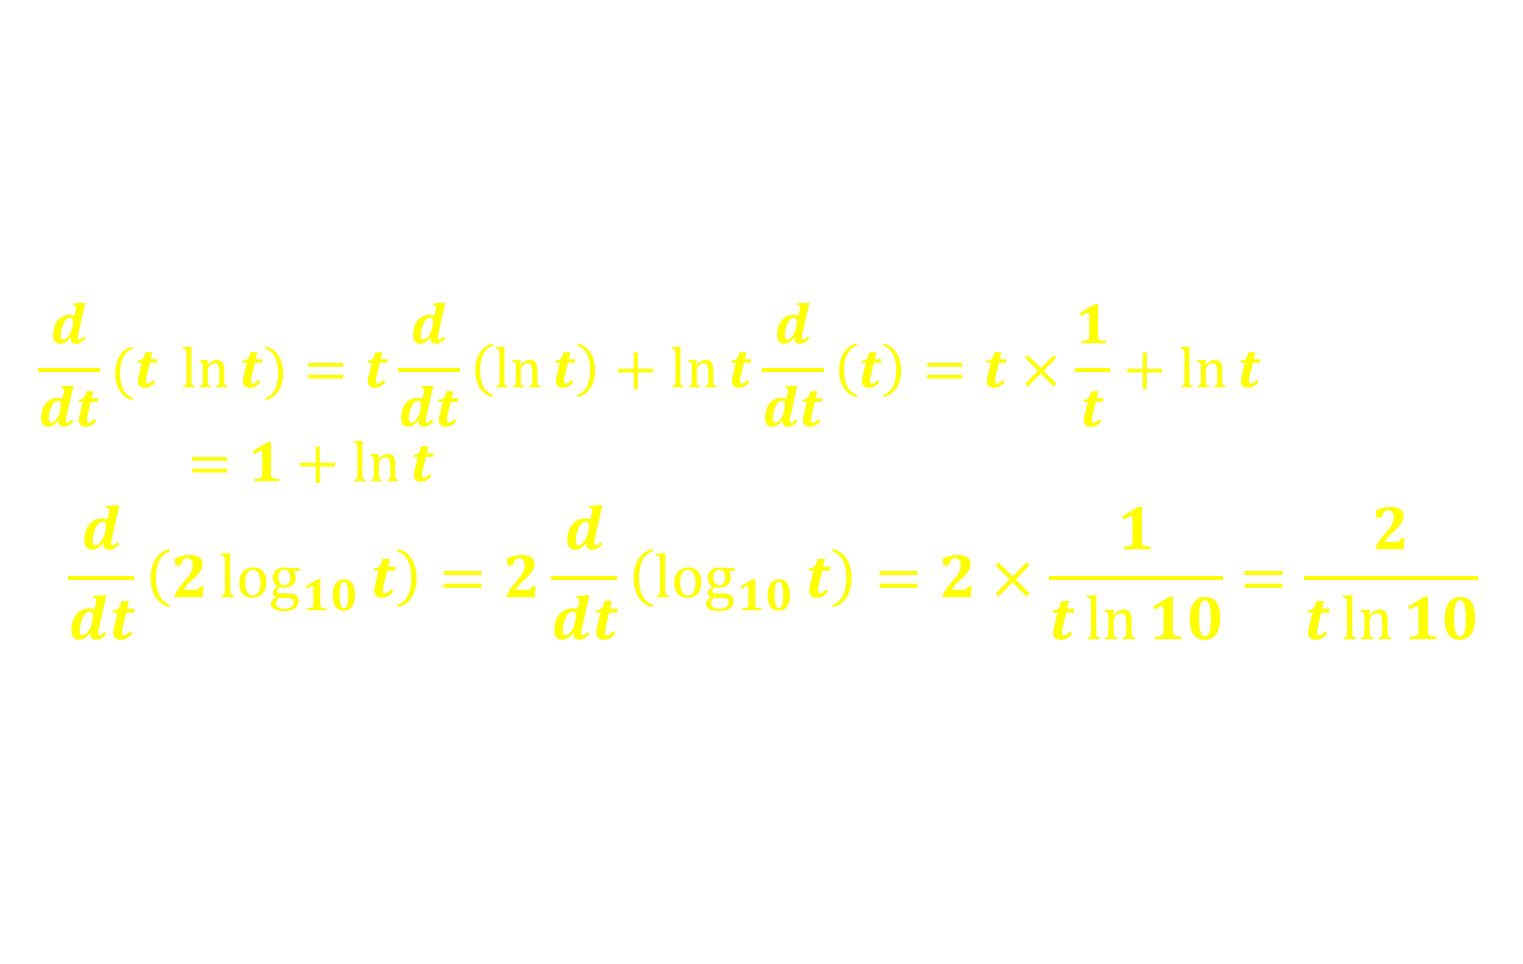 d/dt (t ln t) = t d/dt (ln t) + ln t d/dt (t) = t × 1/t + ln t
= 1 + ln t
d/dt (2 log₁₀ t) = 2 d/dt (log₁₀ t) = 2 × 1/(t ln 10) = 2/(t ln 10)